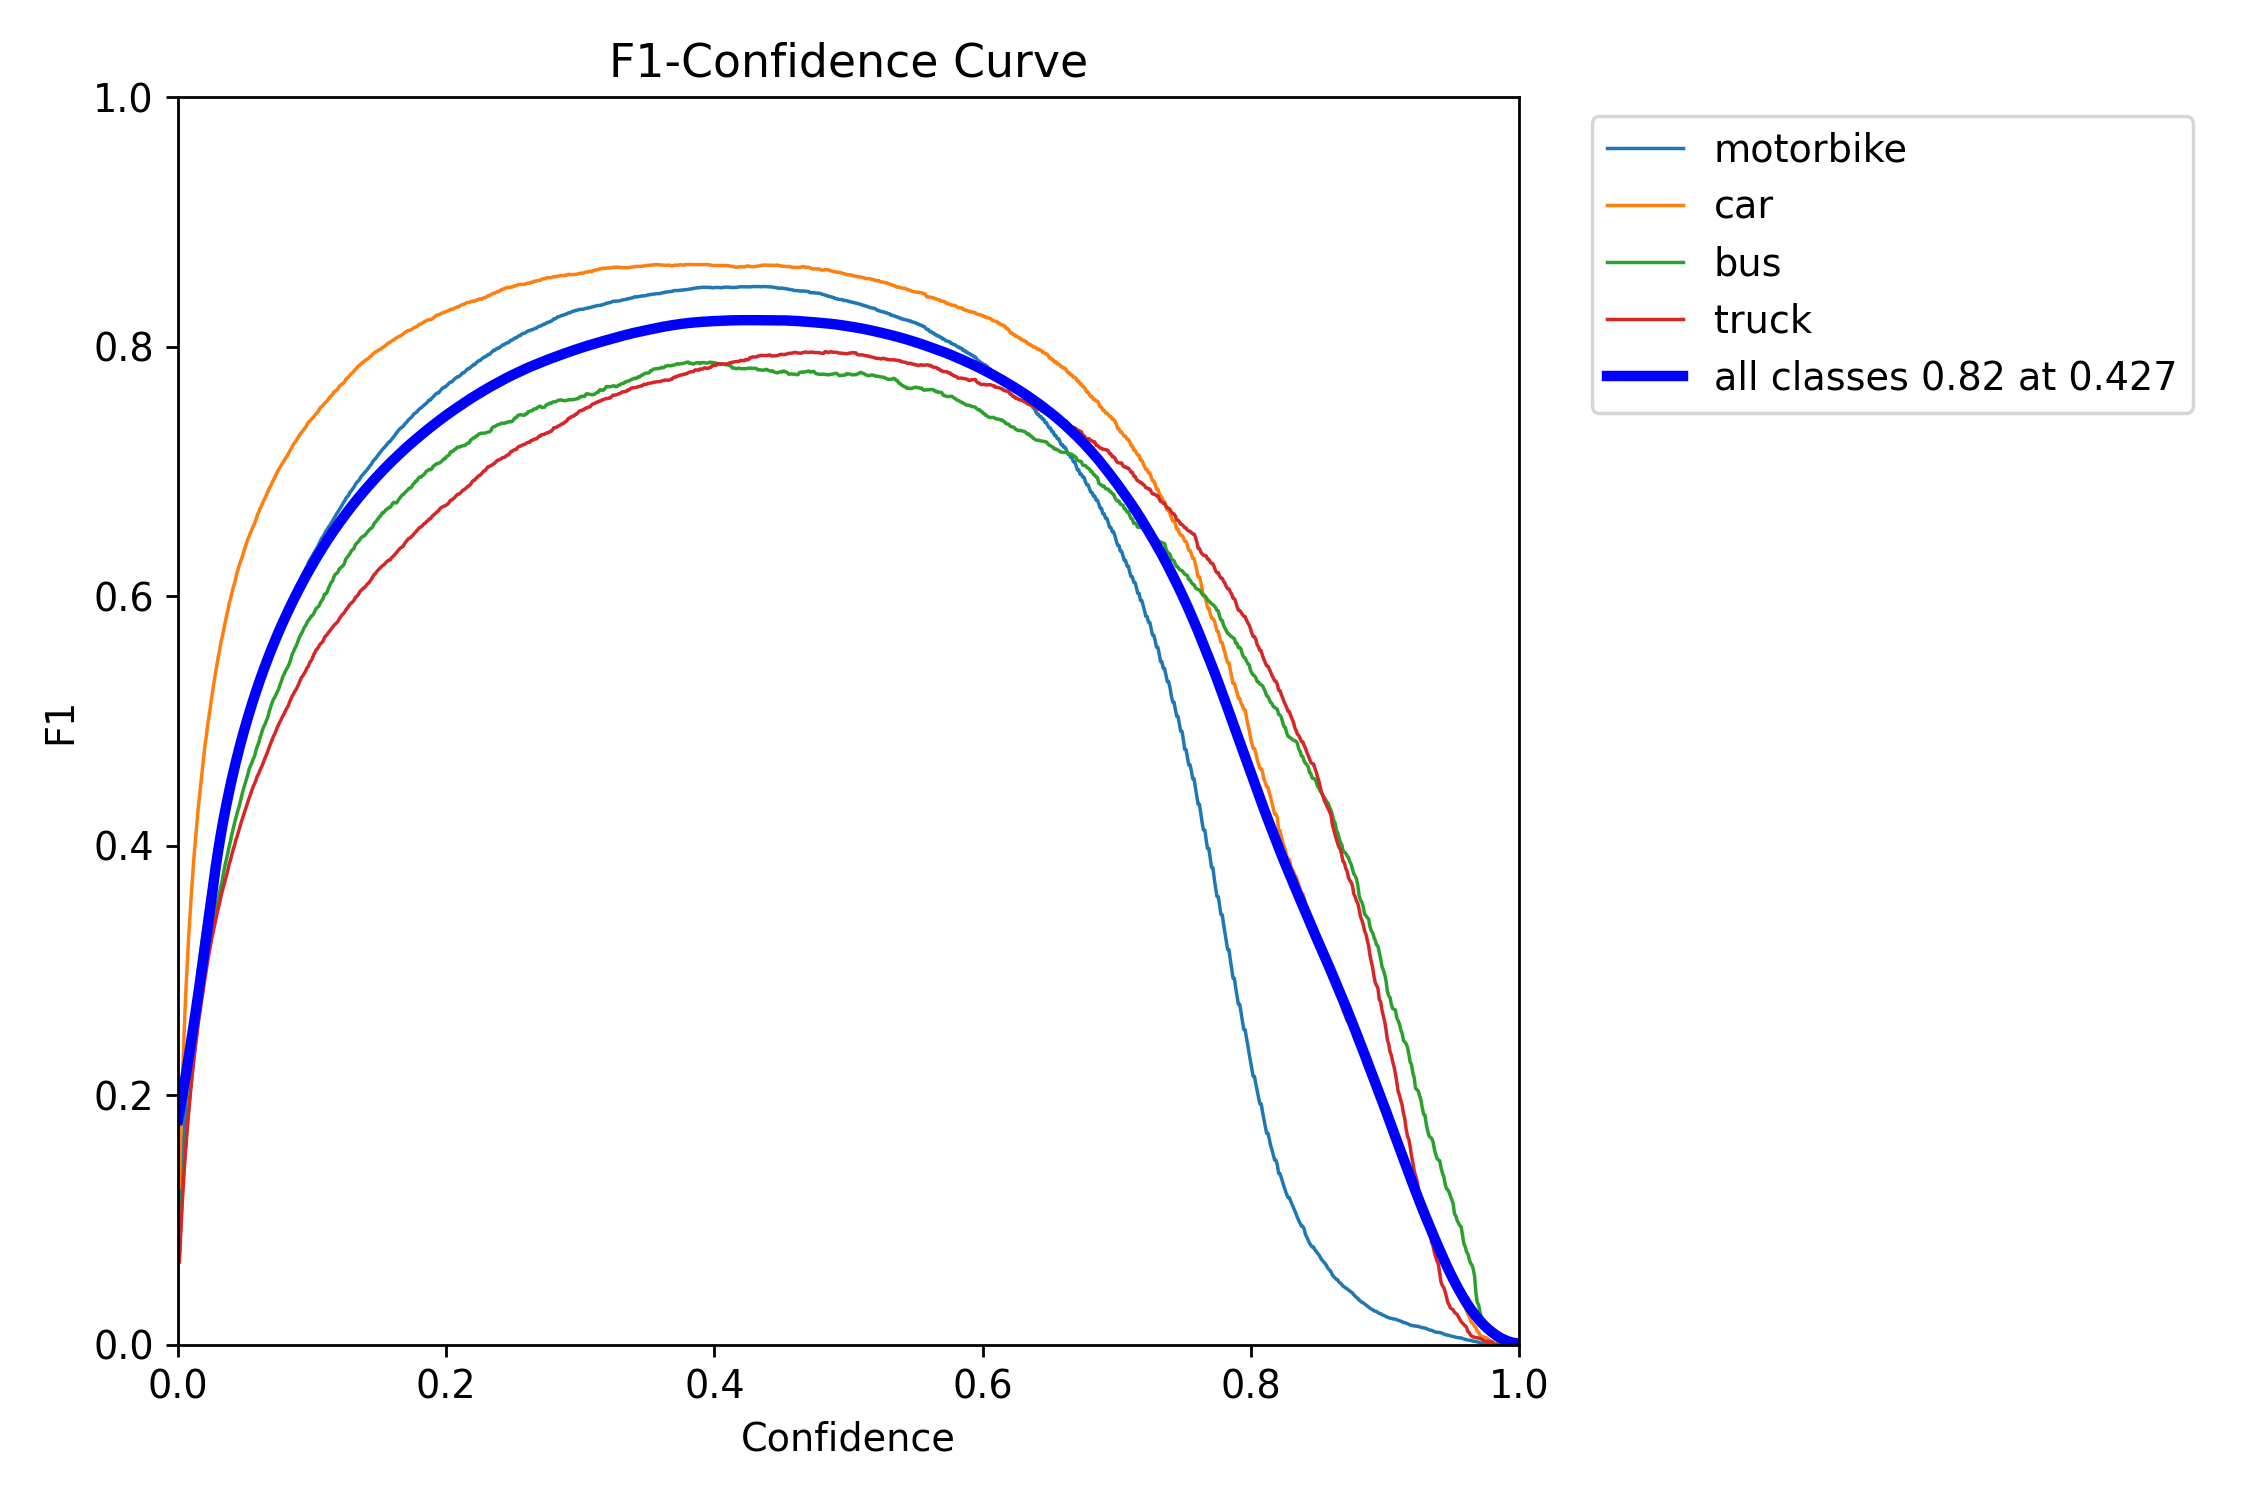 F1-Confidence Curve
1.0
0.8
0.6
0.4
0.2
0.0
F1
0.0 0.2 0.4 0.6 0.8 1.0
Confidence
motorbike
car
bus
truck
all classes 0.82 at 0.427